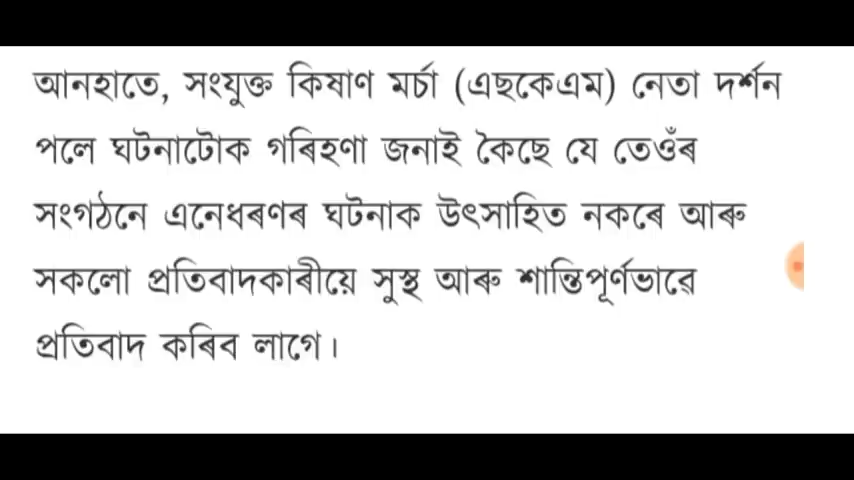 আনহাতে, সংযুক্ত কিষাণ মৰ্চা (এছকেএম) নেতা দৰ্শন
পলে ঘটনাটোক গৰিহণা জনাই কৈছে যে তেওঁৰ
সংগঠনে এনেধৰণৰ ঘটনাক উৎসাহিত নকৰে আৰু
সকলো প্ৰতিবাদকাৰীয়ে সুস্থ আৰু শান্তিপূৰ্ণভাৱে
প্ৰতিবাদ কৰিব লাগে।